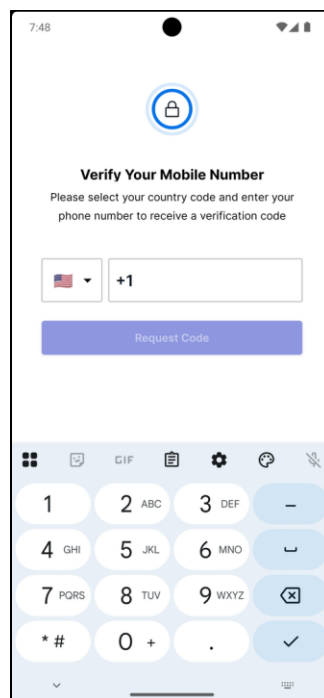 7:48
Verify Your Mobile Number
Please select your country code and enter your
phone number to receive a verification code
+1
Request Code
GIF
1 2 ABC 3 DEF –
4 GHI 5 JKL 6 MNO
7 PQRS 8 TUV 9 WXYZ
* # 0 + .